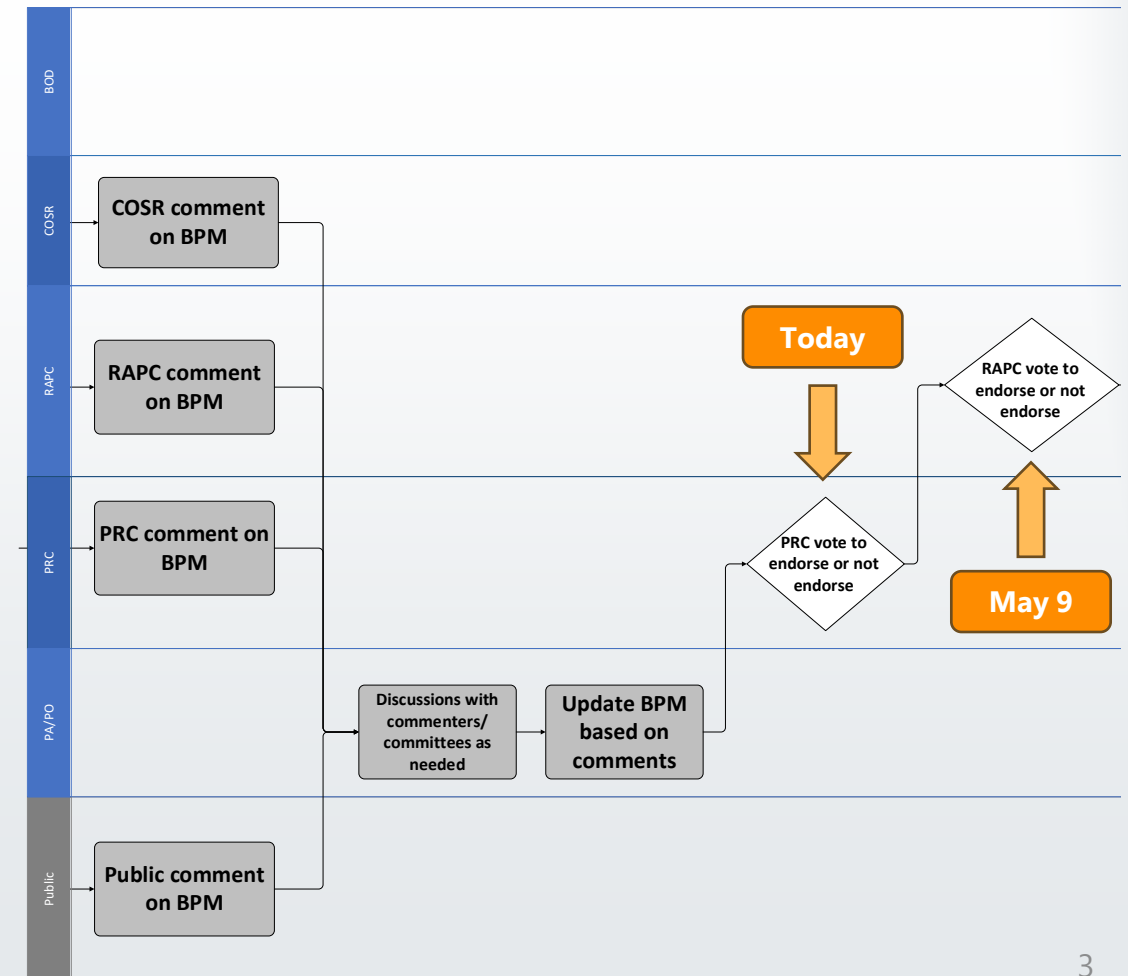 BOD
COSR
COSR comment
on BPM
RAPC
RAPC comment
on BPM
Today
RAPC vote to
endorse or not
endorse
PRC
PRC comment on
BPM
PRC vote to
endorse or not
endorse
May 9
PA/PO
Discussions with
commenters/
committees as
needed
Update BPM
based on
comments
Public
Public comment
on BPM
3